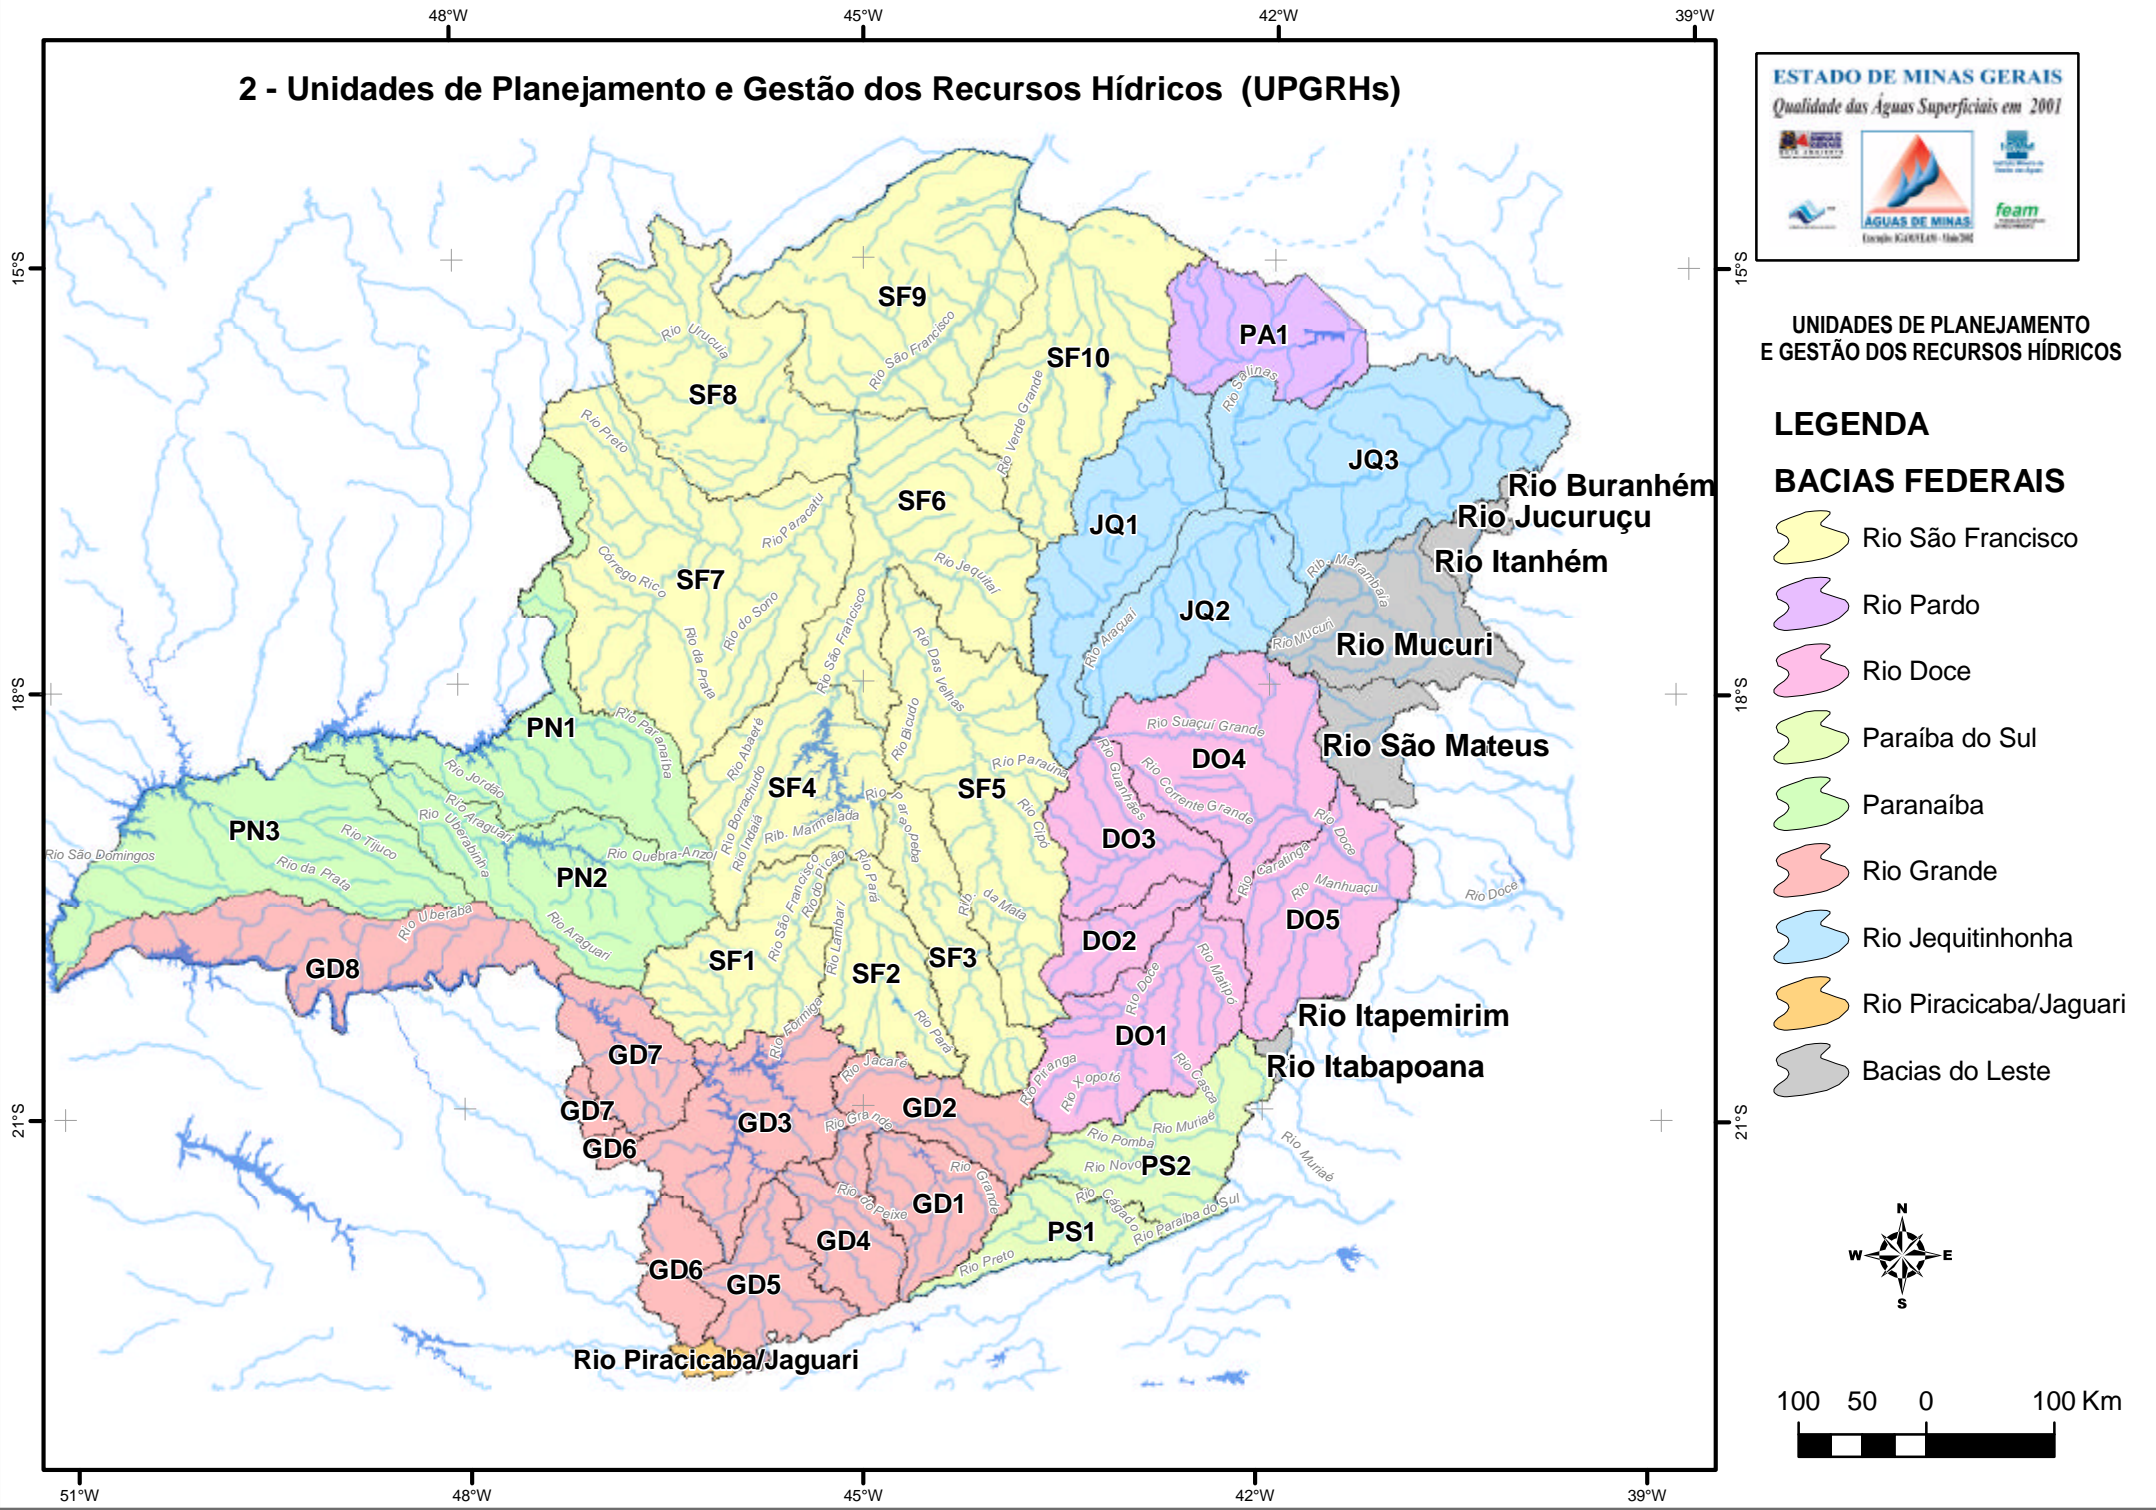 48°W
45°W
42°W
39°W
2 - Unidades de Planejamento e Gestão dos Recursos Hídricos (UPGRHs)
ESTADO DE MINAS GERAIS
Qualidade das Águas Superficiais em 2001
ÁGUAS DE MINAS
feam
15°S
15°S
UNIDADES DE PLANEJAMENTO
E GESTÃO DOS RECURSOS HÍDRICOS
LEGENDA
BACIAS FEDERAIS
Rio São Francisco
Rio Pardo
Rio Doce
Paraíba do Sul
Paranaíba
Rio Grande
Rio Jequitinhonha
Rio Piracicaba/Jaguari
Bacias do Leste
SF9
Rio Urucuia
Rio São Francisco
PA1
SF10
SF8
Rio Salinas
Rio Verde Grande
Rio Preto
JQ3
Rio Buranhém
SF6
Rio Jucuruçu
JQ1
Rio Paracatu
Rio Itanhém
Córrego Rico
SF7
Rio Jequitaí
Rib. Marambaia
JQ2
Rio do Sono
Rio São Francisco
Rio Araçuaí
Rio Mucuri
Rio Mucuri
Rio da Prata
Rio Das Velhas
18°S
18°S
PN1
Rio Paranaíba
Rio Abaeté
Rio Bicudo
Rio Suaçuí Grande
Rio São Mateus
DO4
Rio Jordão
Rio Paraúna
Rio Guanhães
Rio Corrente Grande
SF4
SF5
Rio Borrachudo
Rio Paraopeba
Rio Cipó
PN3
Rio Araguari
Rio Uberabinha
Rib. Marmelada
Rio Indaiá
DO3
Rio Doce
Rio Tijuco
Rio São Domingos
Rio da Prata
Rio Quebra-Anzol
PN2
Rio São Francisco
Rio do Picão
Rio Pará
Rio Caratinga
Rio Manhuaçu
Rio Doce
Rio Uberaba
Rio Araguari
Rio Lambarí
Rib. da Mata
DO5
DO2
GD8
SF1
SF2
SF3
Rio Doce
Rio Matipó
Rio Formiga
Rio Pará
Rio Itapemirim
DO1
GD7
Rio Jacaré
Rio Piranga
Rio Xopotó
Rio Casca
Rio Itabapoana
GD7
GD3
GD2
Rio Grande
21°S
21°S
GD6
Rio Pomba
Rio Muriaé
Rio Muriaé
Rio Novo
PS2
Rio Grande
Rio do Peixe
GD1
Rio Cágado
Rio Paraíba do Sul
PS1
GD4
Rio Preto
GD6
GD5
Rio Piracicaba/Jaguari
N
W
E
S
100 50 0 100 Km
51°W
48°W
45°W
42°W
39°W